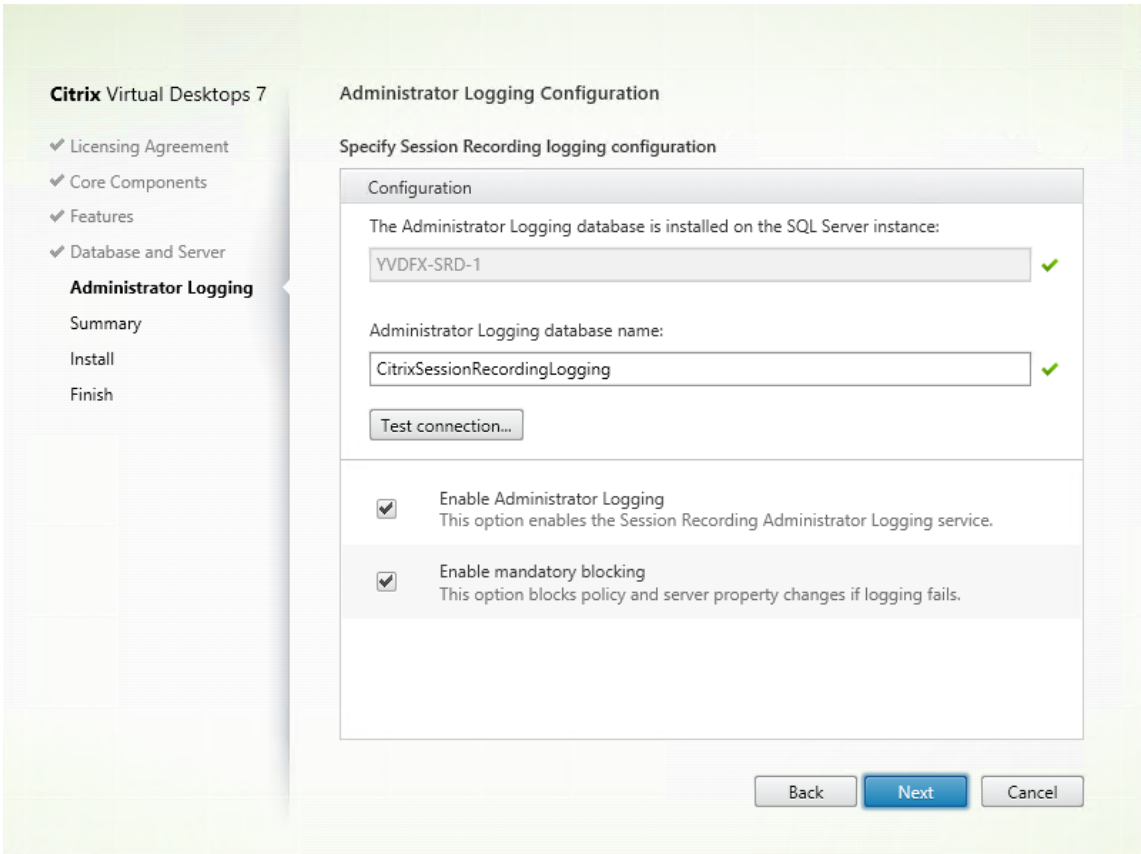 Citrix Virtual Desktops 7
Licensing Agreement
Core Components
Features
Database and Server
Administrator Logging
Summary
Install
Finish
Administrator Logging Configuration
Specify Session Recording logging configuration
Configuration
The Administrator Logging database is installed on the SQL Server instance:
YVDFX-SRD-1
Administrator Logging database name:
CitrixSessionRecordingLogging
Test connection...
Enable Administrator Logging
This option enables the Session Recording Administrator Logging service.
Enable mandatory blocking
This option blocks policy and server property changes if logging fails.
Back
Next
Cancel